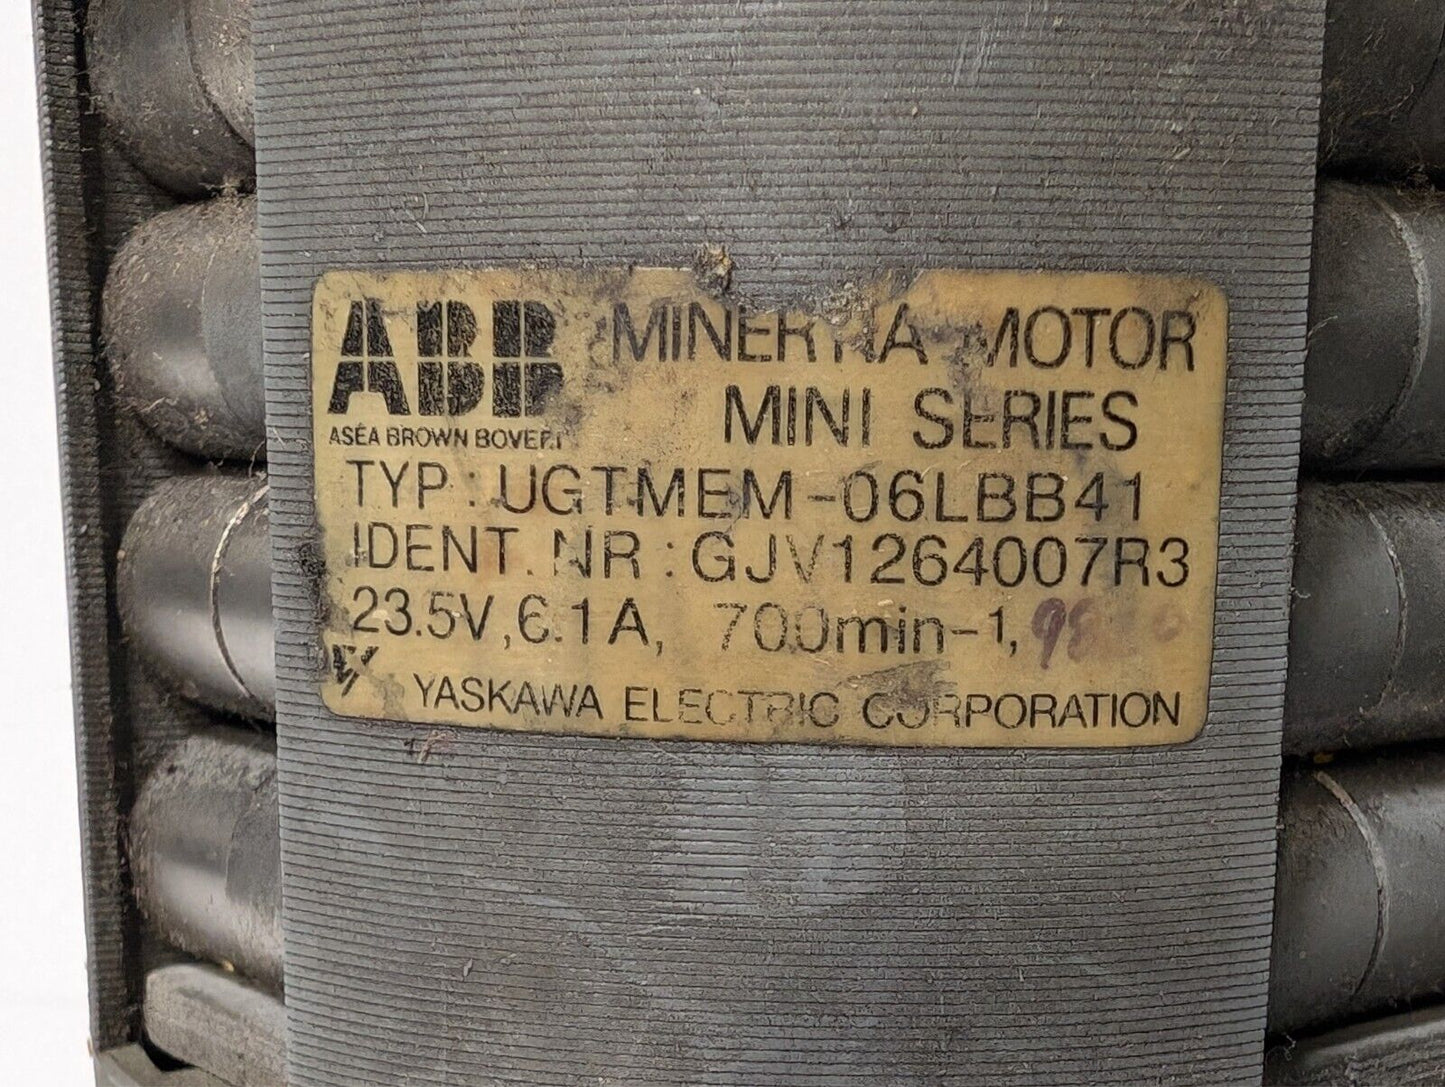 ABB MINERTIA MOTOR
ASEA BROWN BOVERI
MINI SERIES
TYP : UGTMEM-06LBB41
IDENT. NR : GJV1264007R3
23.5V, 6.1A, 700min-1,
YASKAWA ELECTRIC CORPORATION